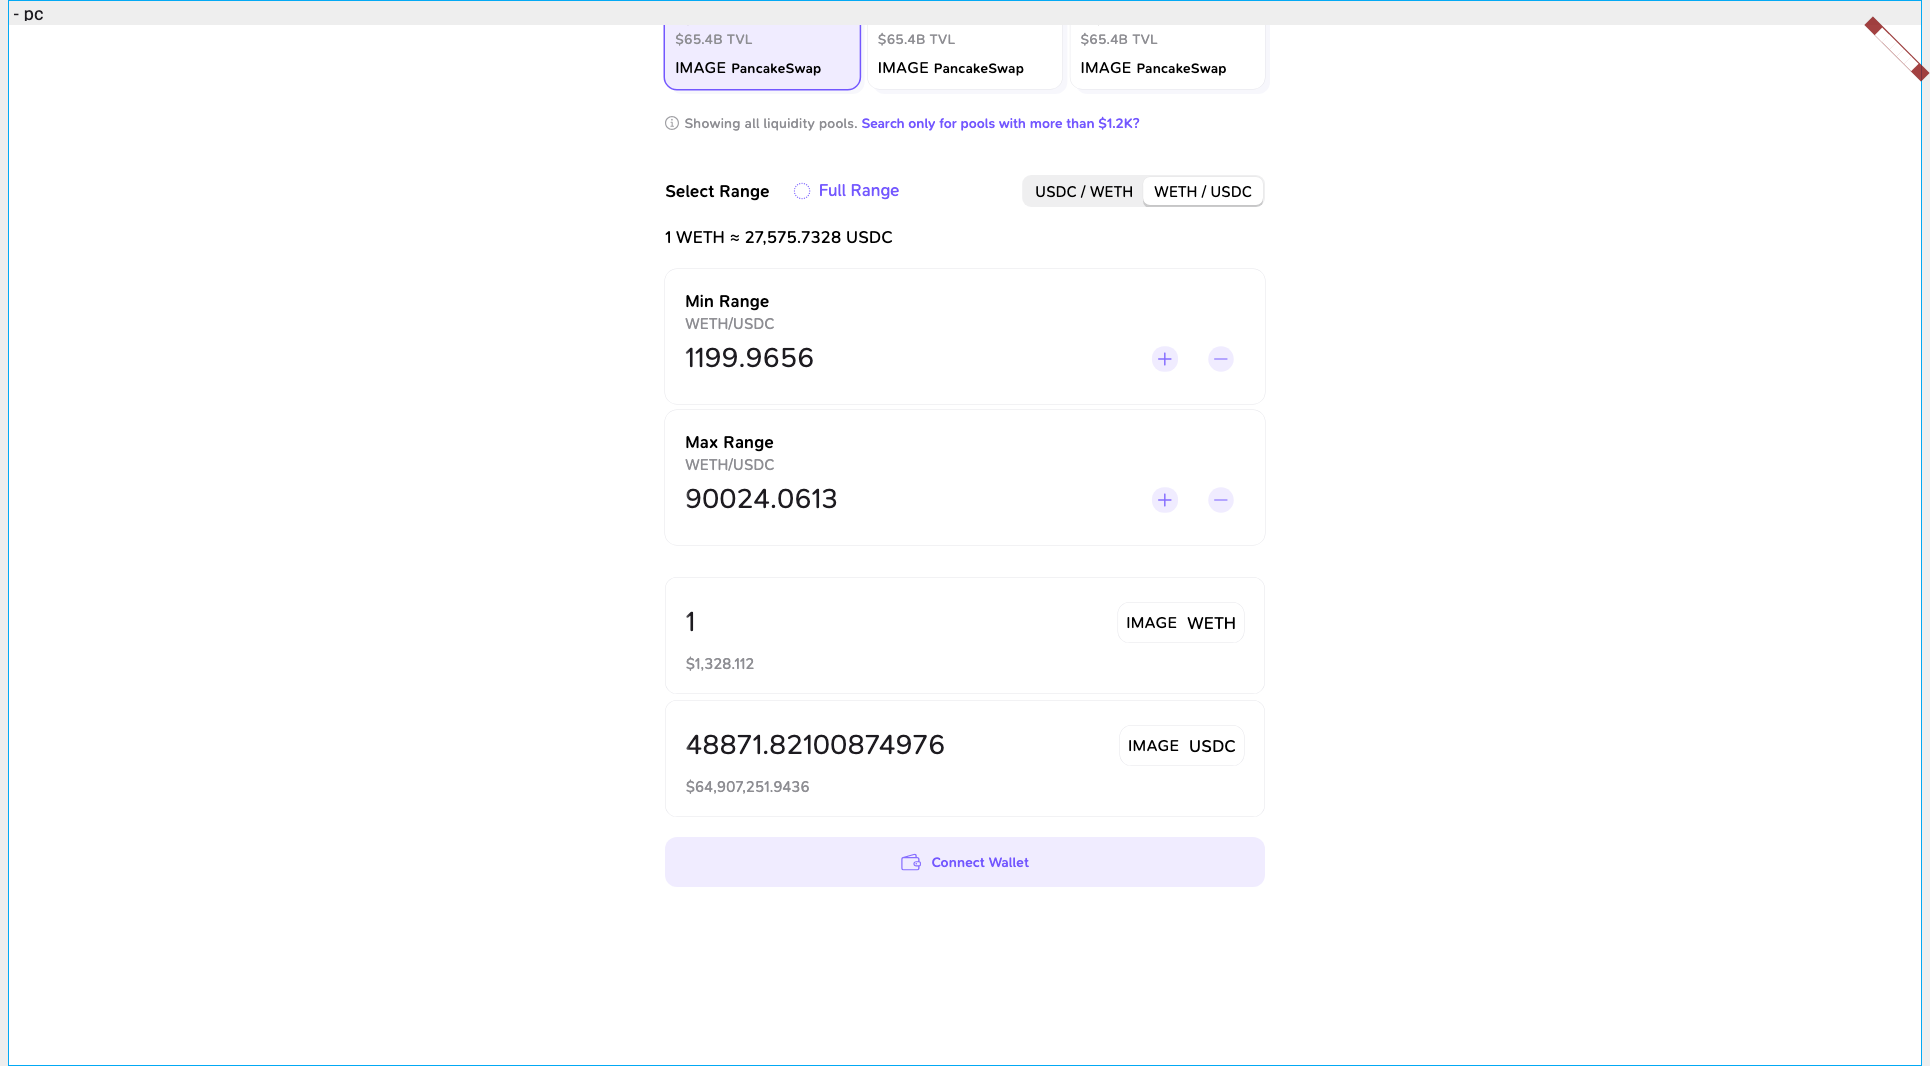 - pc
$65.4B TVL $65.4B TVL $65.4B TVL
IMAGE PancakeSwap IMAGE PancakeSwap IMAGE PancakeSwap
Showing all liquidity pools. Search only for pools with more than $1.2K?
Select Range Full Range USDC / WETH WETH / USDC
1 WETH ≈ 27,575.7328 USDC
Min Range
WETH/USDC
1199.9656
Max Range
WETH/USDC
90024.0613
1 IMAGE WETH
$1,328.112
48871.82100874976 IMAGE USDC
$64,907,251.9436
Connect Wallet